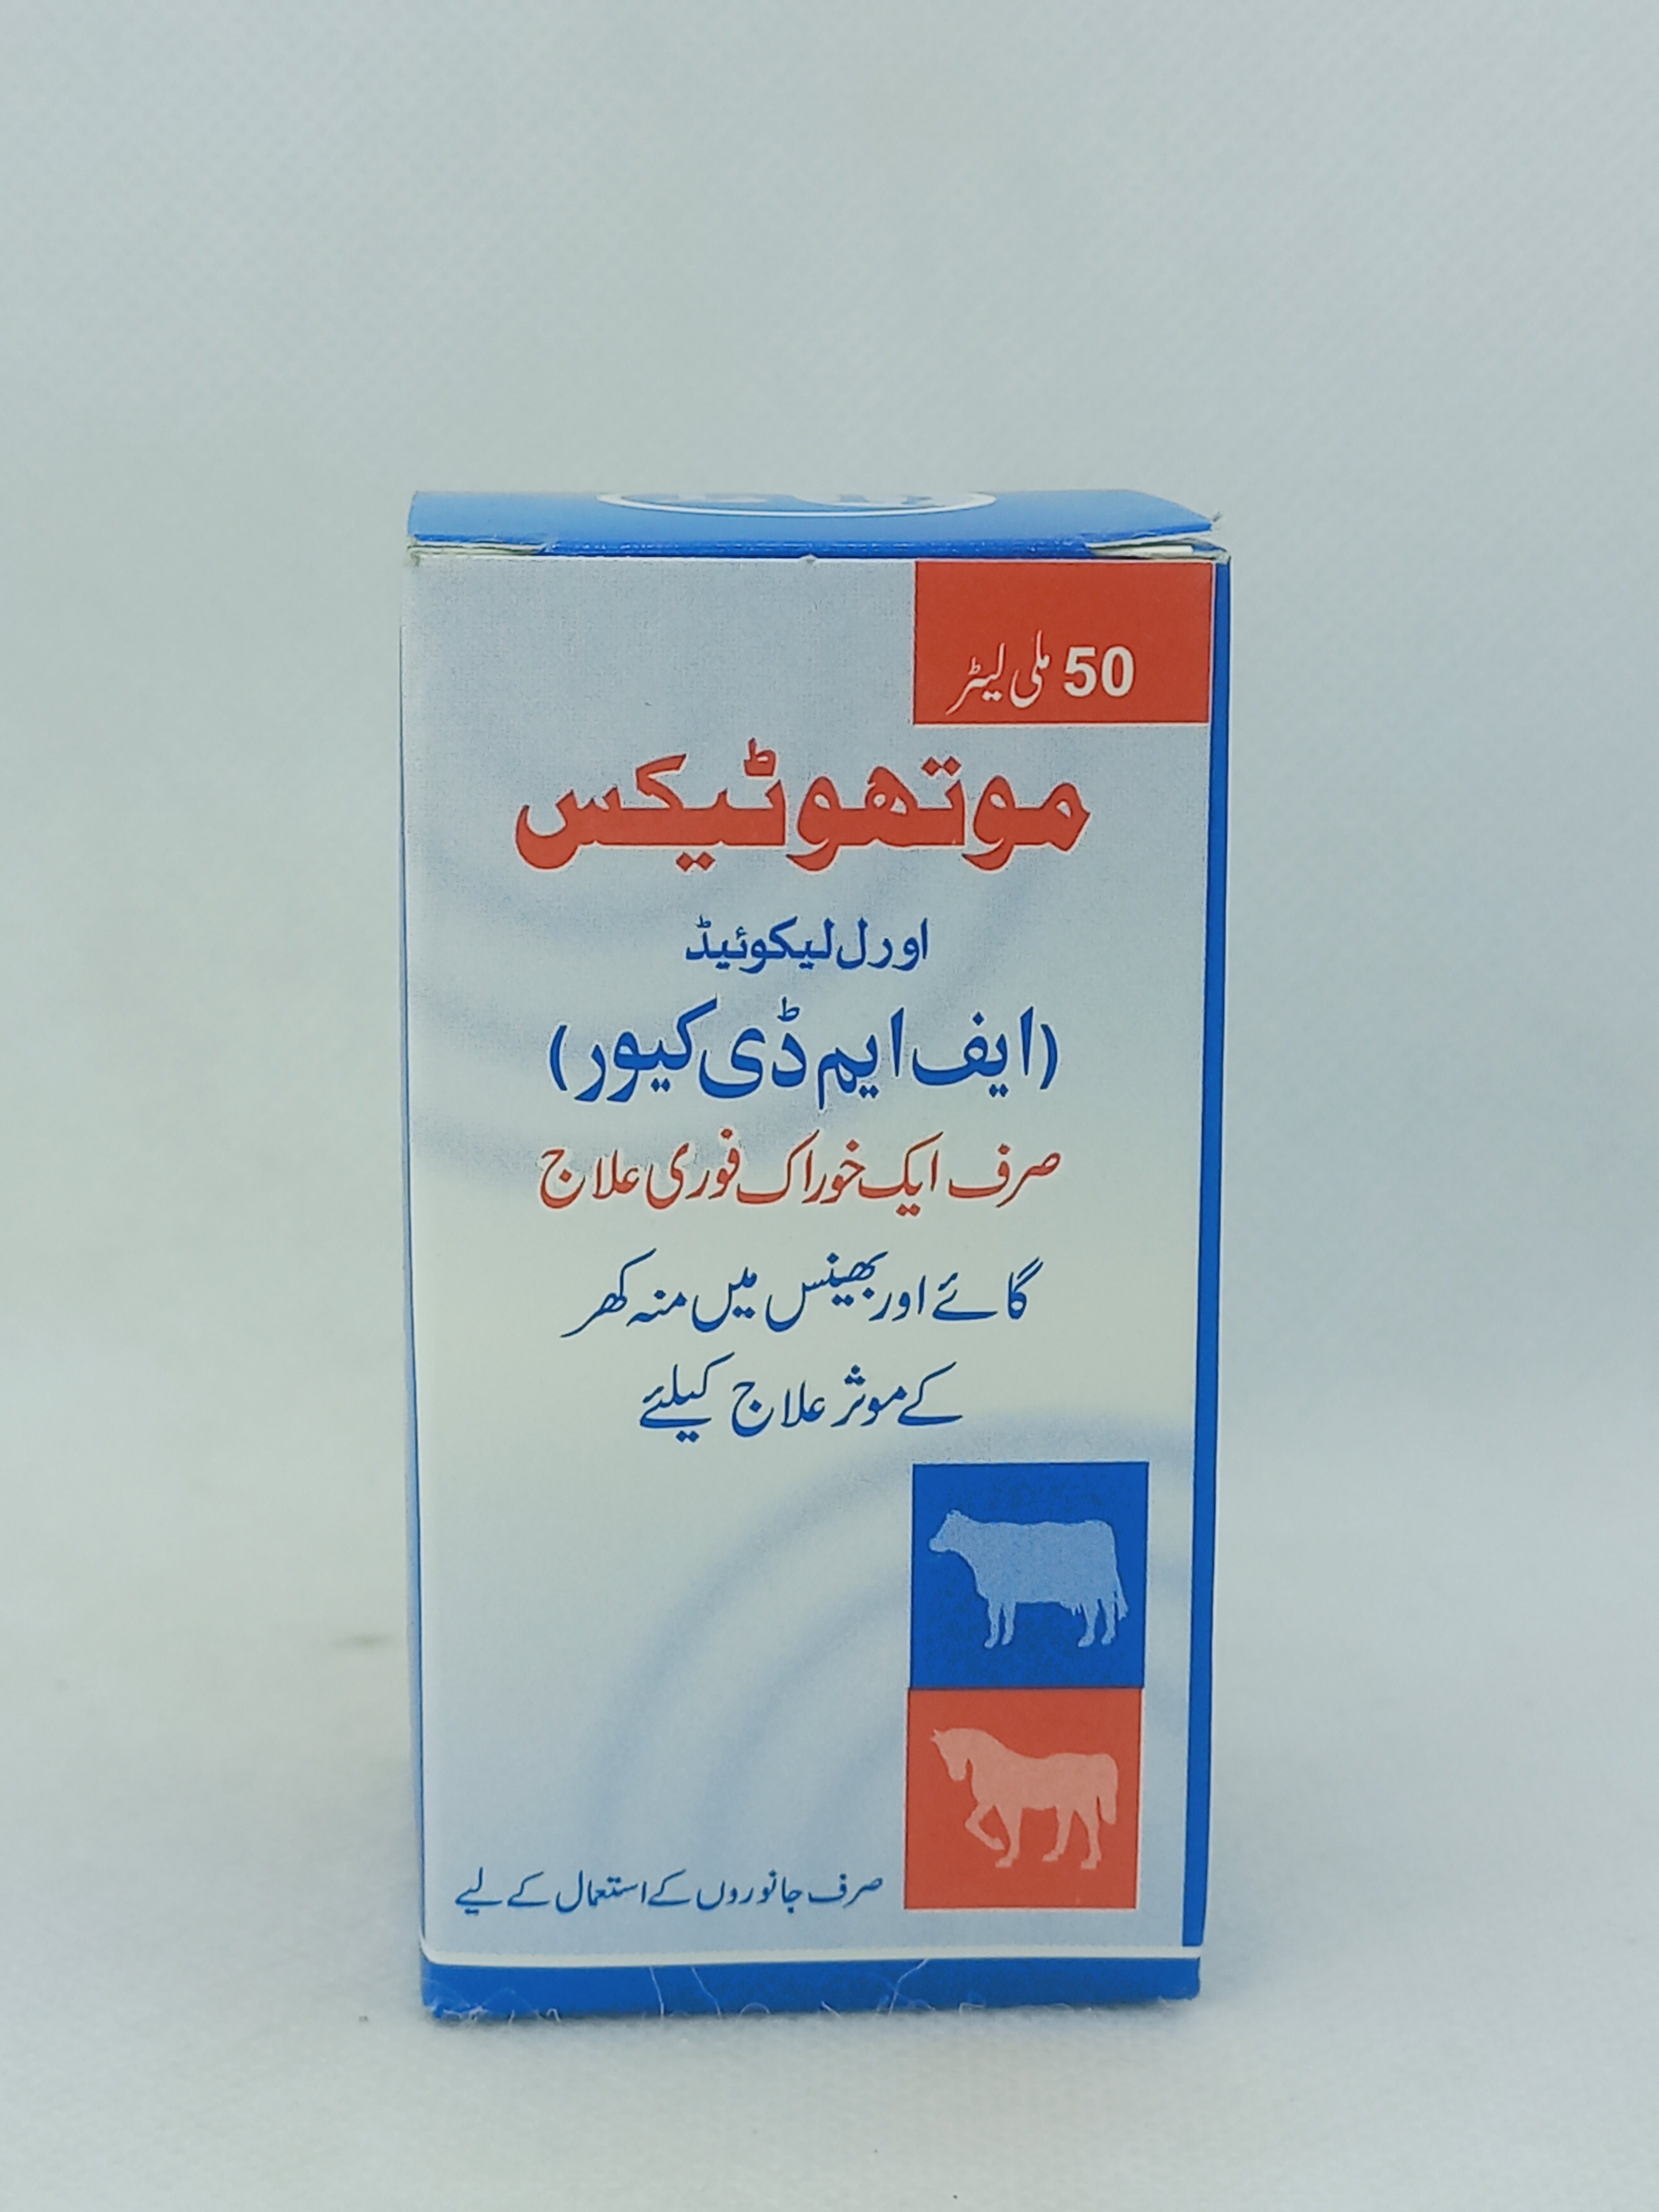 50 ملی لیٹر
موتھوٹیکس
اورل لیکوئیڈ
(ایف ایم ڈی کیور)
صرف ایک خوراک فوری علاج
گائے اور بھینس میں منہ کھر
کے موثر علاج کیلئے
صرف جانوروں کے استعمال کے لیے